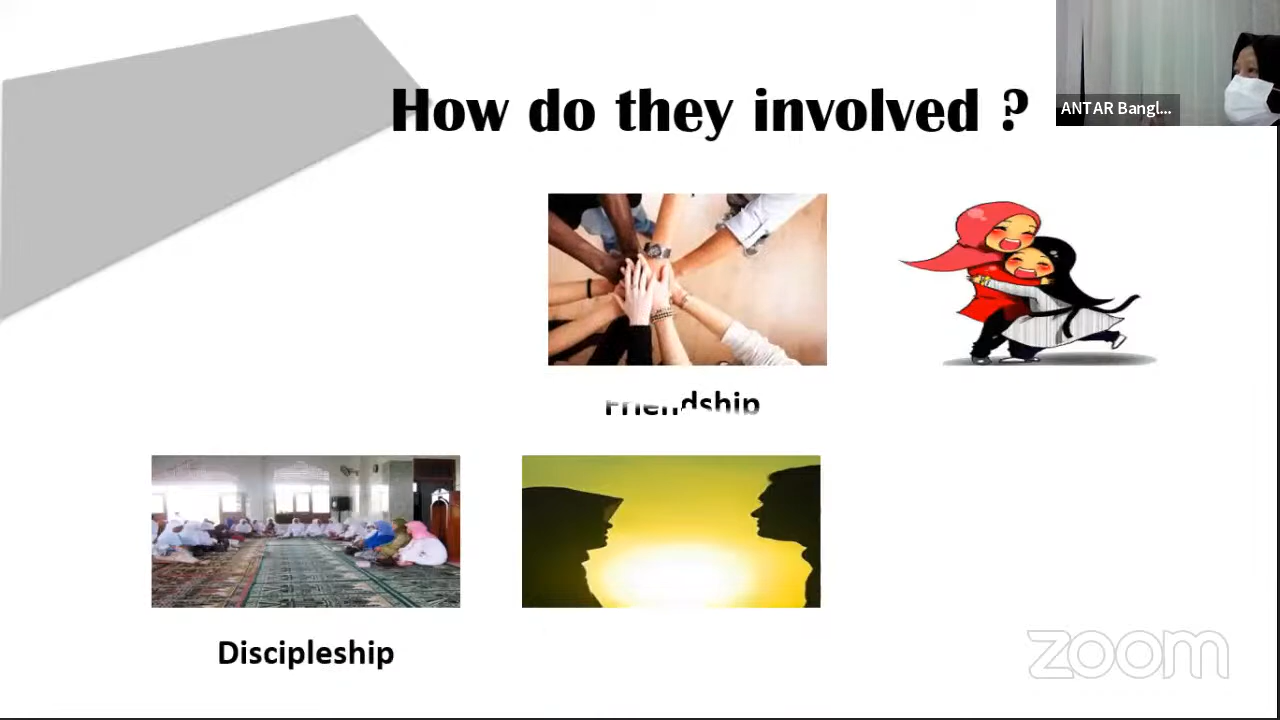 How do they involved ?
ANTAR Bangl...
Friendship
Discipleship
zoom